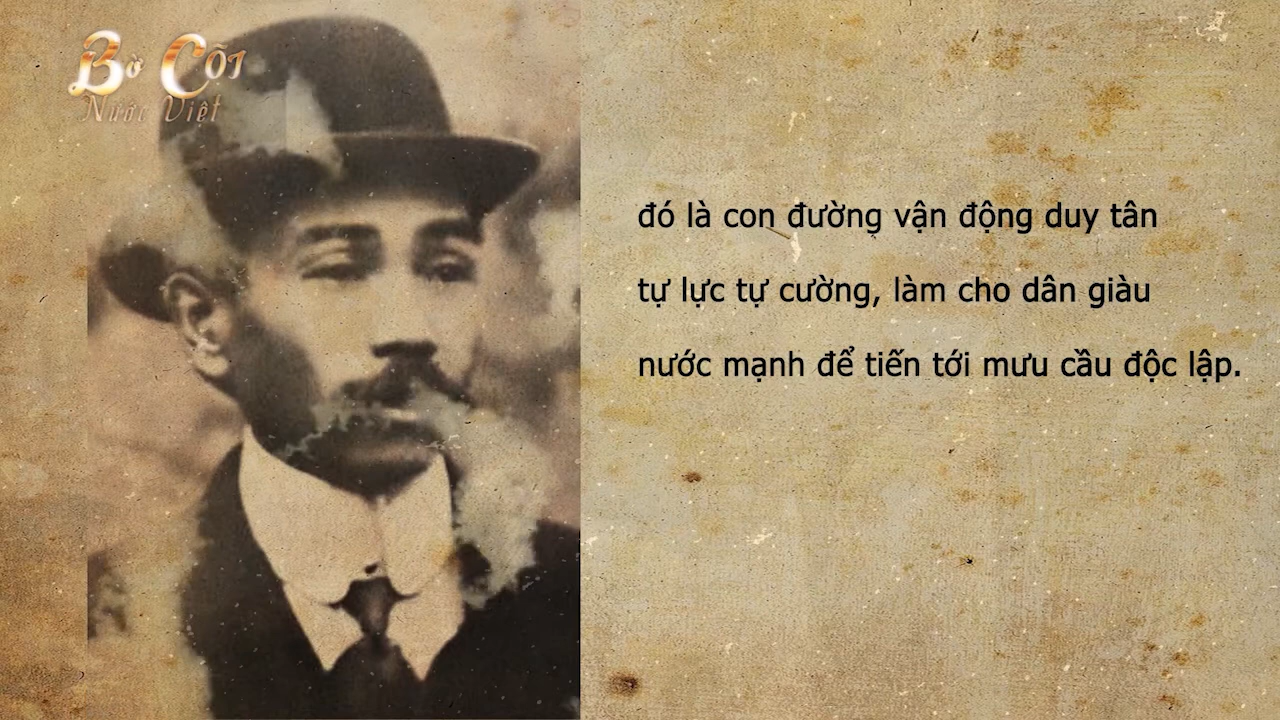 Bờ Cõi
Nước Việt
đó là con đường vận động duy tân
tự lực tự cường, làm cho dân giàu
nước mạnh để tiến tới mưu cầu độc lập.